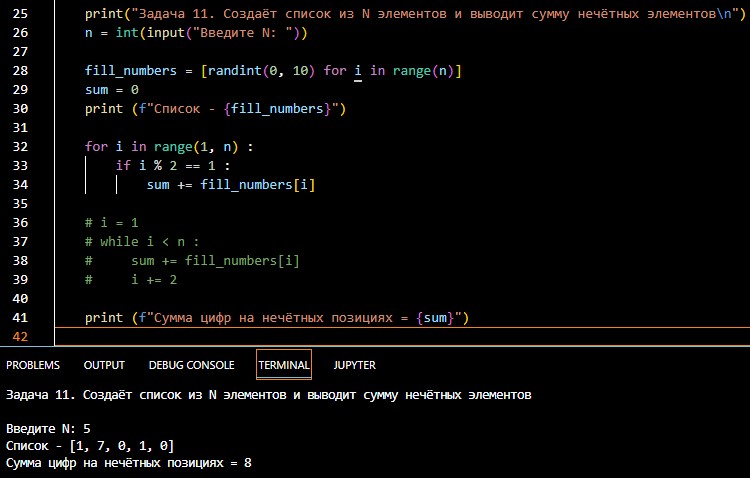 25 print("Задача 11. Создаёт список из N элементов и выводит сумму нечётных элементов\n")
26 n = int(input("Введите N: "))
27
28 fill_numbers = [randint(0, 10) for i in range(n)]
29 sum = 0
30 print (f"Список - {fill_numbers}")
31
32 for i in range(1, n) :
33 if i % 2 == 1 :
34 sum += fill_numbers[i]
35
36 # i = 1
37 # while i < n :
38 #     sum += fill_numbers[i]
39 #     i += 2
40
41 print (f"Сумма цифр на нечётных позициях = {sum}")
42
PROBLEMS OUTPUT DEBUG CONSOLE TERMINAL JUPYTER
Задача 11. Создаёт список из N элементов и выводит сумму нечётных элементов
Введите N: 5
Список - [1, 7, 0, 1, 0]
Сумма цифр на нечётных позициях = 8